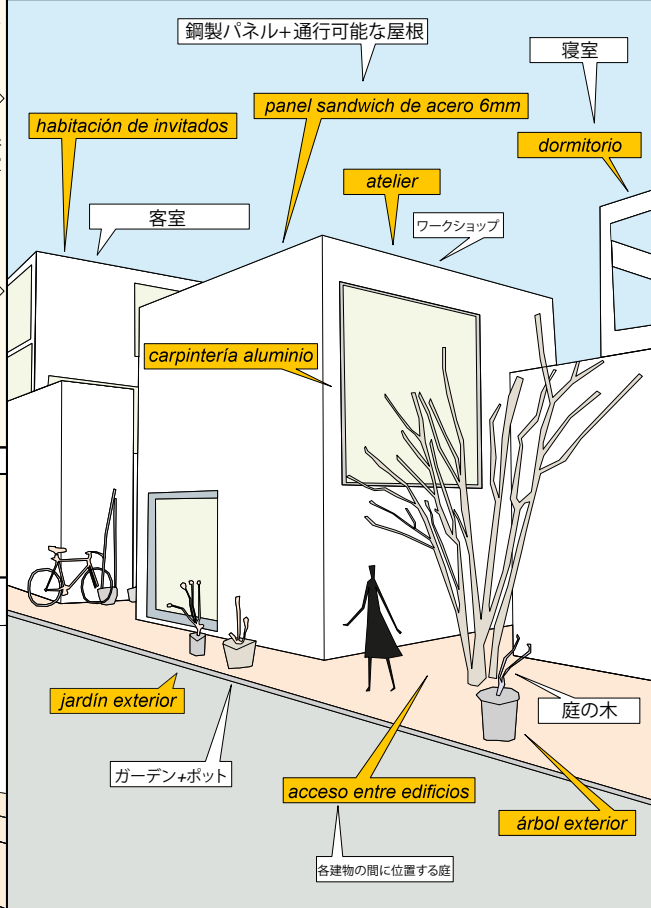 鋼製パネル+通行可能な屋根
寝室
panel sandwich de acero 6mm
habitación de invitados
dormitorio
atelier
客室
ワークショップ
carpintería aluminio
jardín exterior
庭の木
ガーデン+ポット
acceso entre edificios
árbol exterior
各建物の間に位置する庭